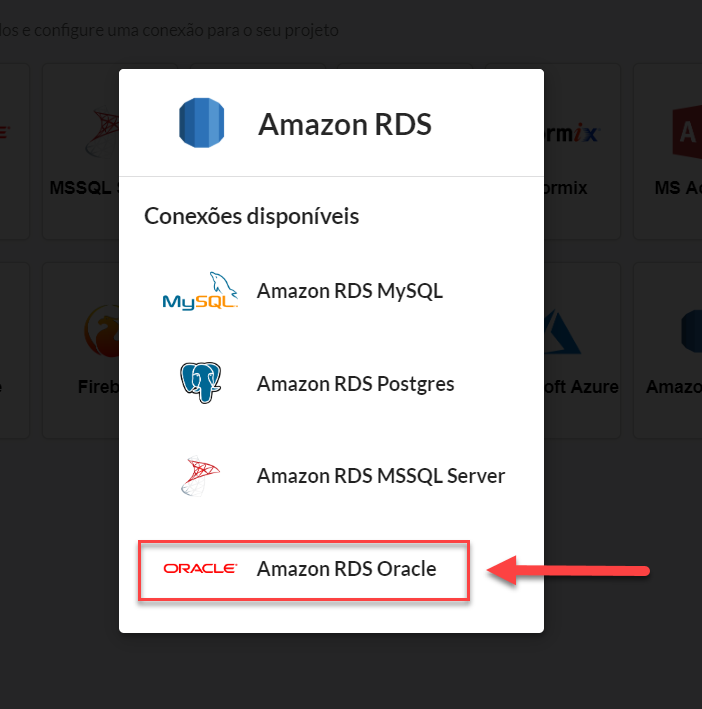 dos e configure uma conexão para o seu projeto
Amazon RDS
Conexões disponíveis
MySQL
Amazon RDS MySQL
Amazon RDS Postgres
Amazon RDS MSSQL Server
ORACLE
Amazon RDS Oracle
MSSQL S
rmix
ormix
A
MS Ac
Fireb
oft Azure
Amazo